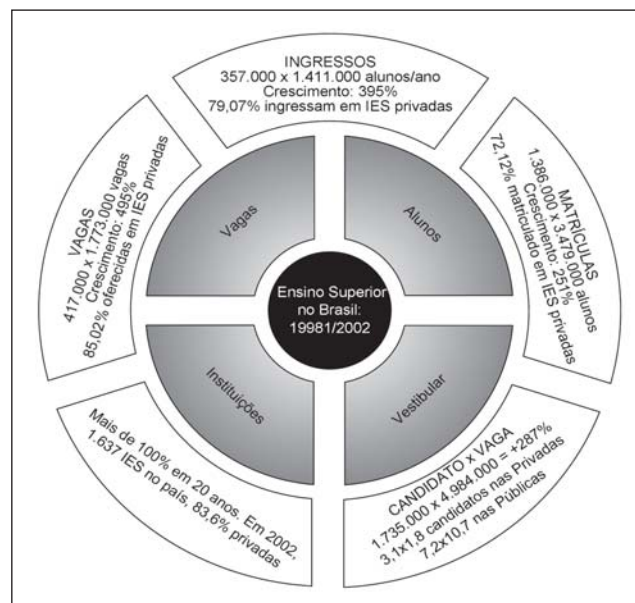 INGRESSOS
357.000 x 1.411.000 alunos/ano
Crescimento: 395%
79,07% ingressam em IES privadas
MATRÍCULAS
1.386.000 x 3.479.000 alunos
Crescimento: 251%
72,12% matriculado em IES privadas
CANDIDATO x VAGA
1.735.000 x 4.984.000 = +287%
3,1x1,8 candidatos nas Privadas
7,2x10,7 nas Públicas
Mais de 100% em 20 anos. Em 2002,
1.637 IES no país, 83,6% privadas
VAGAS
417.000 x 1.773.000 vagas
Crescimento: 495%
85,02% oferecidas em IES privadas
Vagas
Alunos
Ensino Superior
no Brasil:
19981/2002
Instituições
Vestibular